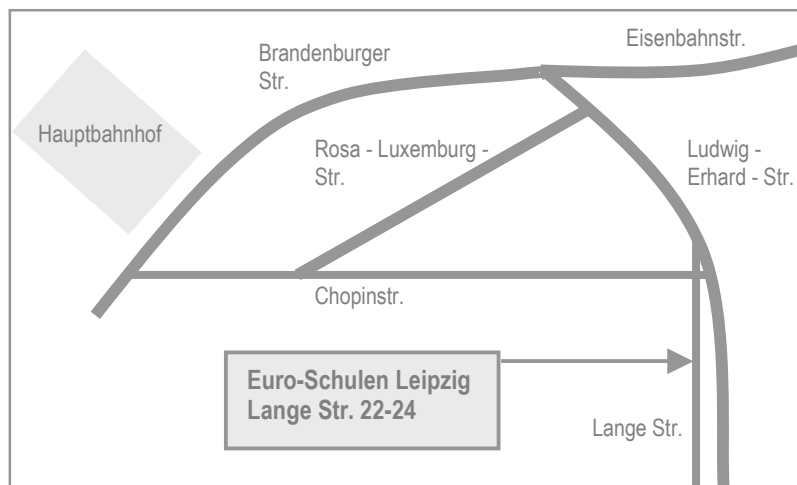 Eisenbahnstr.
Brandenburger
Str.
Hauptbahnhof
Rosa - Luxemburg -
Str.
Ludwig -
Erhard - Str.
Chopinstr.
Euro-Schulen Leipzig
Lange Str. 22-24
Lange Str.